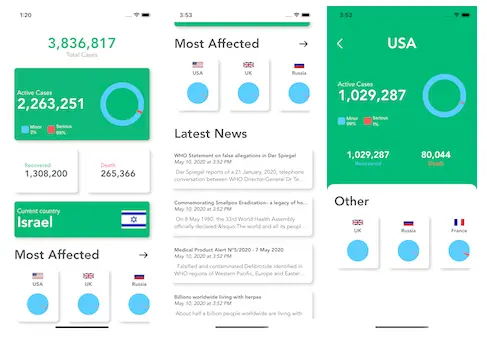 1:20
3,836,817
Total Cases
Active Cases
2,263,251
Minor
2%
Serious
98%
Recovered
1,308,200
Death
265,366
Current country
Israel
Most Affected
USA
UK
Russia
3:53
Most Affected
USA
UK
Russia
Latest News
WHO Statement on false allegations in Der Spiegel
May 10, 2020 at 3:52 PM
Der Spiegel reports of a 21 January, 2020, telephone
conversation between WHO Director-General Dr Te...
Commemorating Smallpox Eradication- a legacy of ho...
May 10, 2020 at 3:52 PM
On 8 May 1980, the 33rd World Health Assembly
officially declared &ldquo;The world and all its peopl...
Medical Product Alert N°5/2020 - 7 May 2020
May 10, 2020 at 3:52 PM
Falsified and contaminated Defibrotide identified in
WHO regions of Western Pacific, Europe and Easter...
Billions worldwide living with herpes
May 10, 2020 at 3:52 PM
About half a billion people worldwide are living with
3:53
USA
Active Cases
1,029,287
Minor
99%
Serious
1%
1,029,287
Recovered
80,044
Death
Other
UK
Russia
France